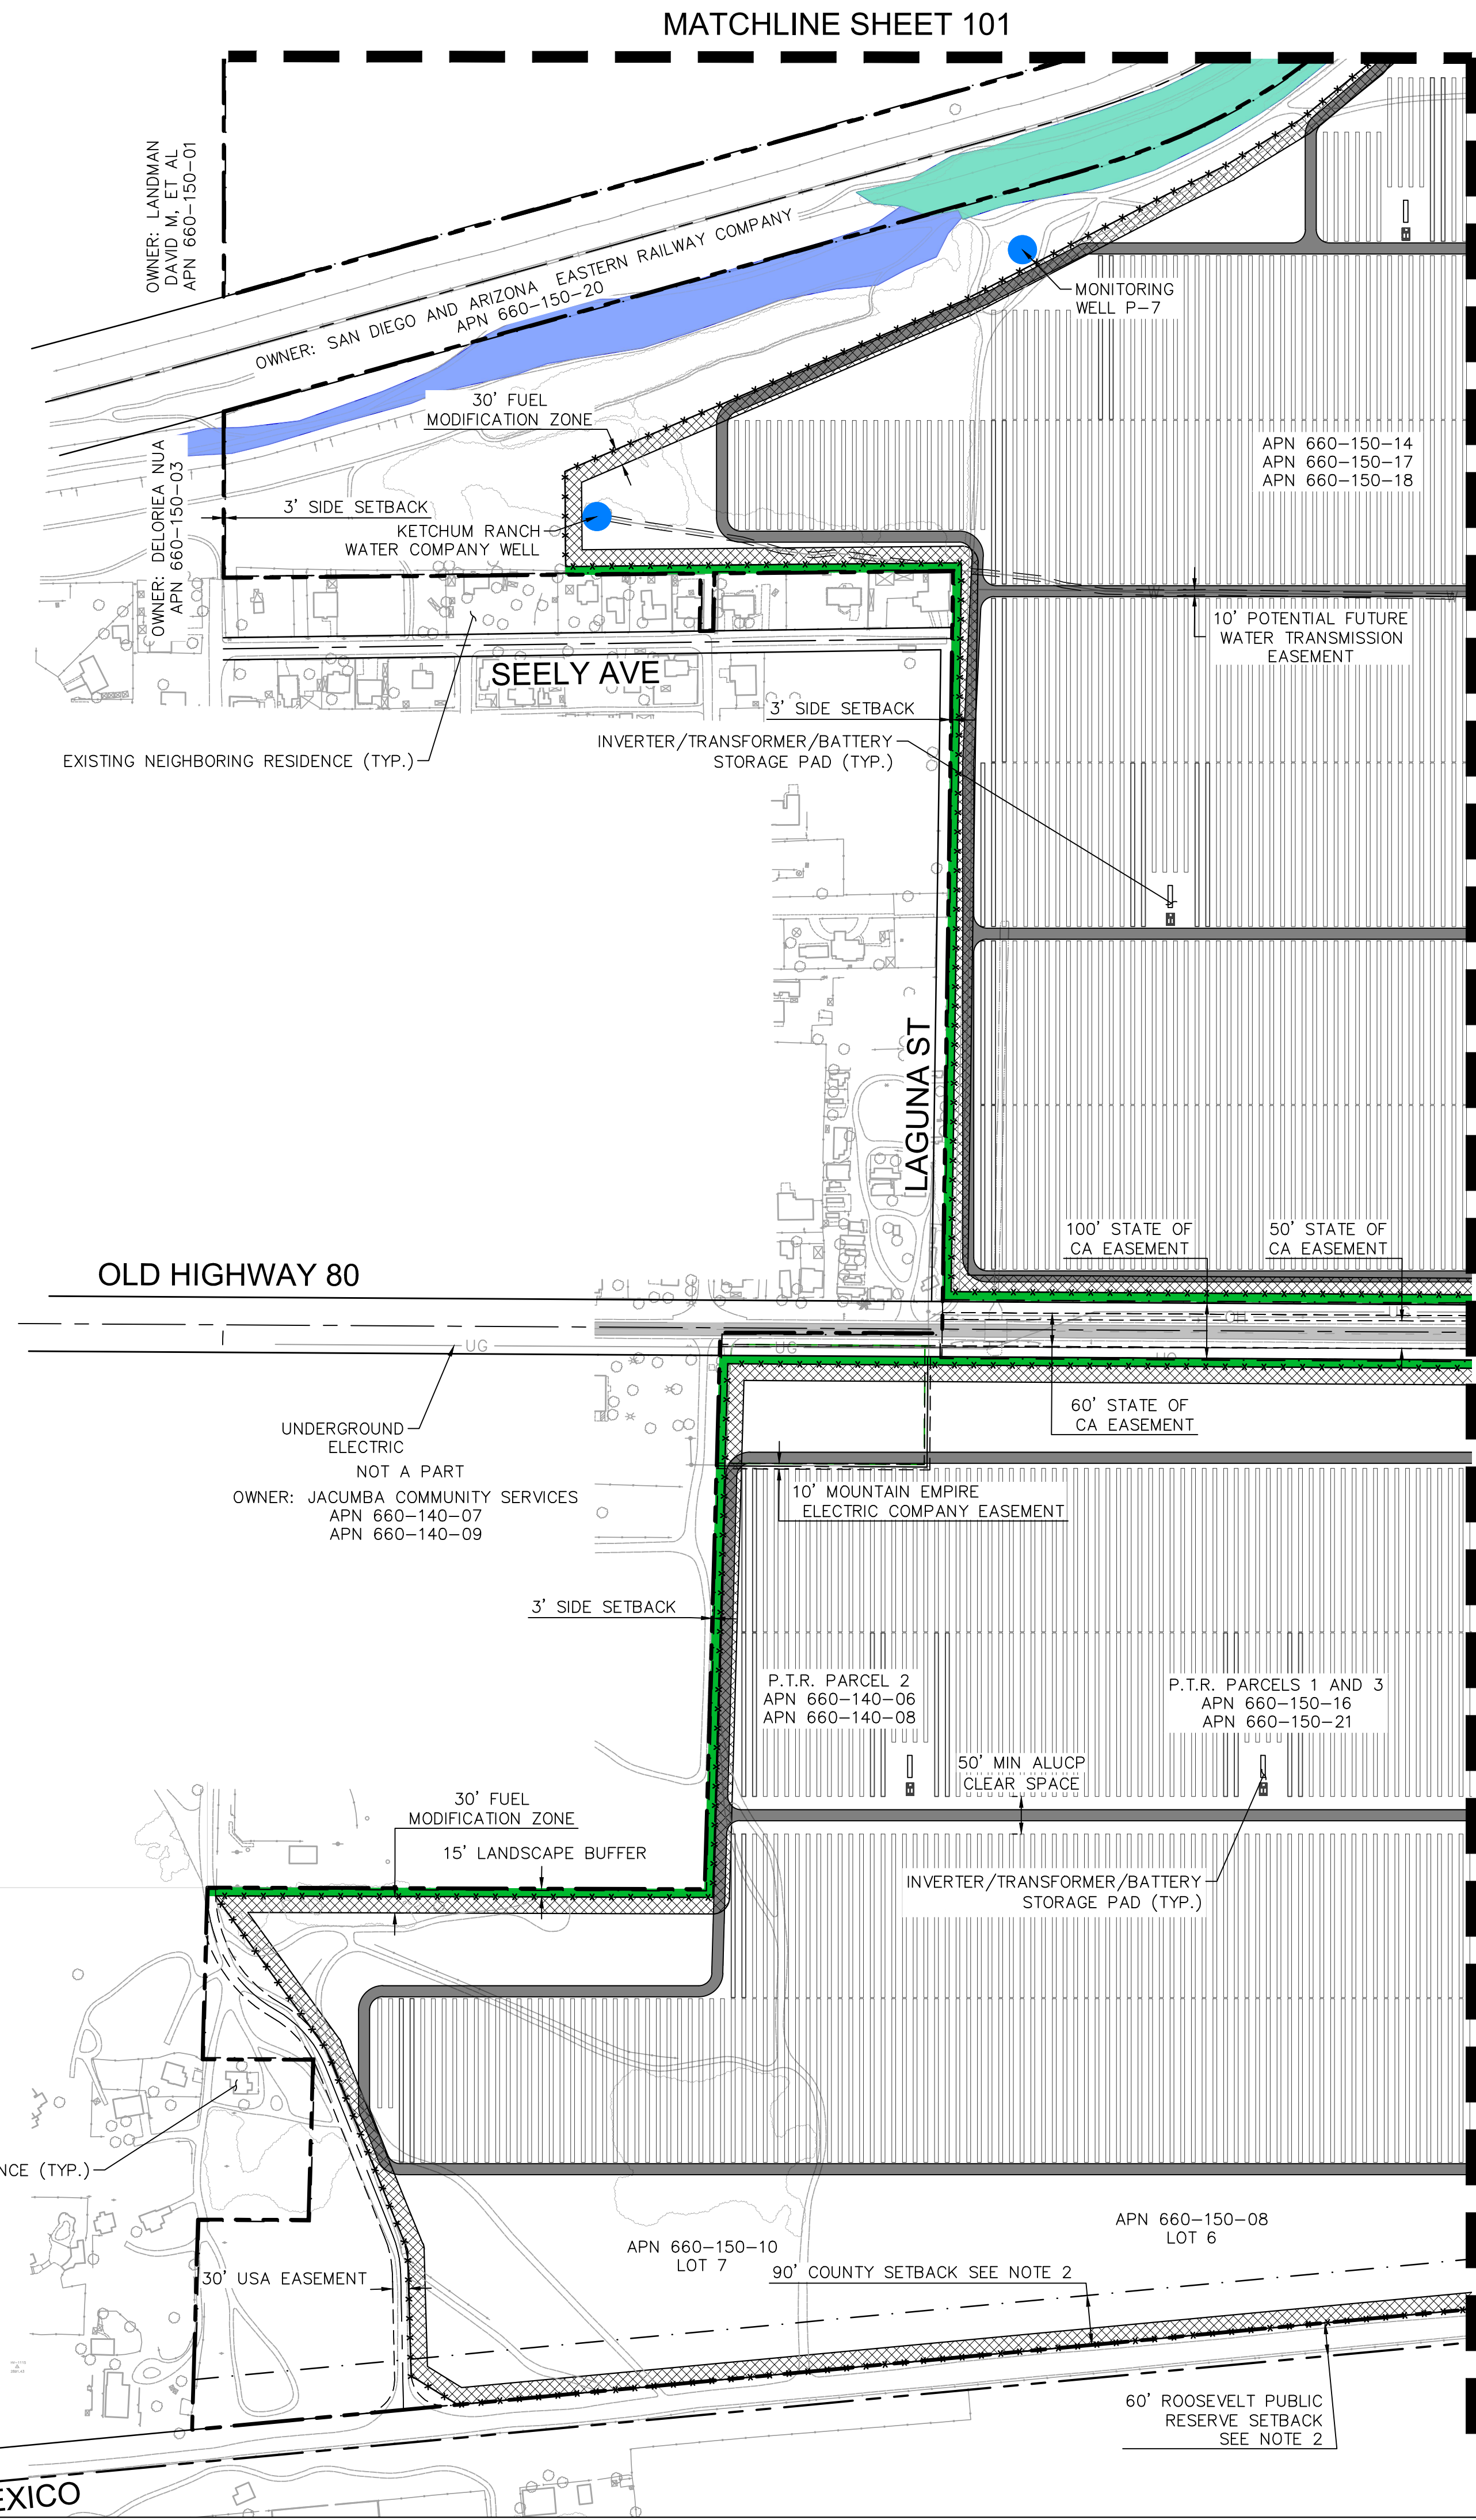 MATCHLINE SHEET 101
OWNER: LANDMAN
DAVID M, ET AL
APN 660-150-01
OWNER: SAN DIEGO AND ARIZONA EASTERN RAILWAY COMPANY
APN 660-150-20
MONITORING
WELL P-7
30' FUEL
MODIFICATION ZONE
APN 660-150-14
APN 660-150-17
APN 660-150-18
OWNER: DELORIEA NUA
APN 660-150-03
3' SIDE SETBACK
KETCHUM RANCH
WATER COMPANY WELL
10' POTENTIAL FUTURE
WATER TRANSMISSION
EASEMENT
SEELY AVE
3' SIDE SETBACK
INVERTER/TRANSFORMER/BATTERY
STORAGE PAD (TYP.)
EXISTING NEIGHBORING RESIDENCE (TYP.)
LAGUNA ST
100' STATE OF
CA EASEMENT
50' STATE OF
CA EASEMENT
OLD HIGHWAY 80
OH
UG
UG
UG
UG
60' STATE OF
CA EASEMENT
UNDERGROUND
ELECTRIC
NOT A PART
OWNER: JACUMBA COMMUNITY SERVICES
APN 660-140-07
APN 660-140-09
10' MOUNTAIN EMPIRE
ELECTRIC COMPANY EASEMENT
3' SIDE SETBACK
P.T.R. PARCEL 2
APN 660-140-06
APN 660-140-08
P.T.R. PARCELS 1 AND 3
APN 660-150-16
APN 660-150-21
50' MIN ALUCP
CLEAR SPACE
30' FUEL
MODIFICATION ZONE
15' LANDSCAPE BUFFER
INVERTER/TRANSFORMER/BATTERY
STORAGE PAD (TYP.)
NCE (TYP.)
APN 660-150-08
LOT 6
APN 660-150-10
LOT 7
90' COUNTY SETBACK SEE NOTE 2
30' USA EASEMENT
60' ROOSEVELT PUBLIC
RESERVE SETBACK
SEE NOTE 2
EXICO